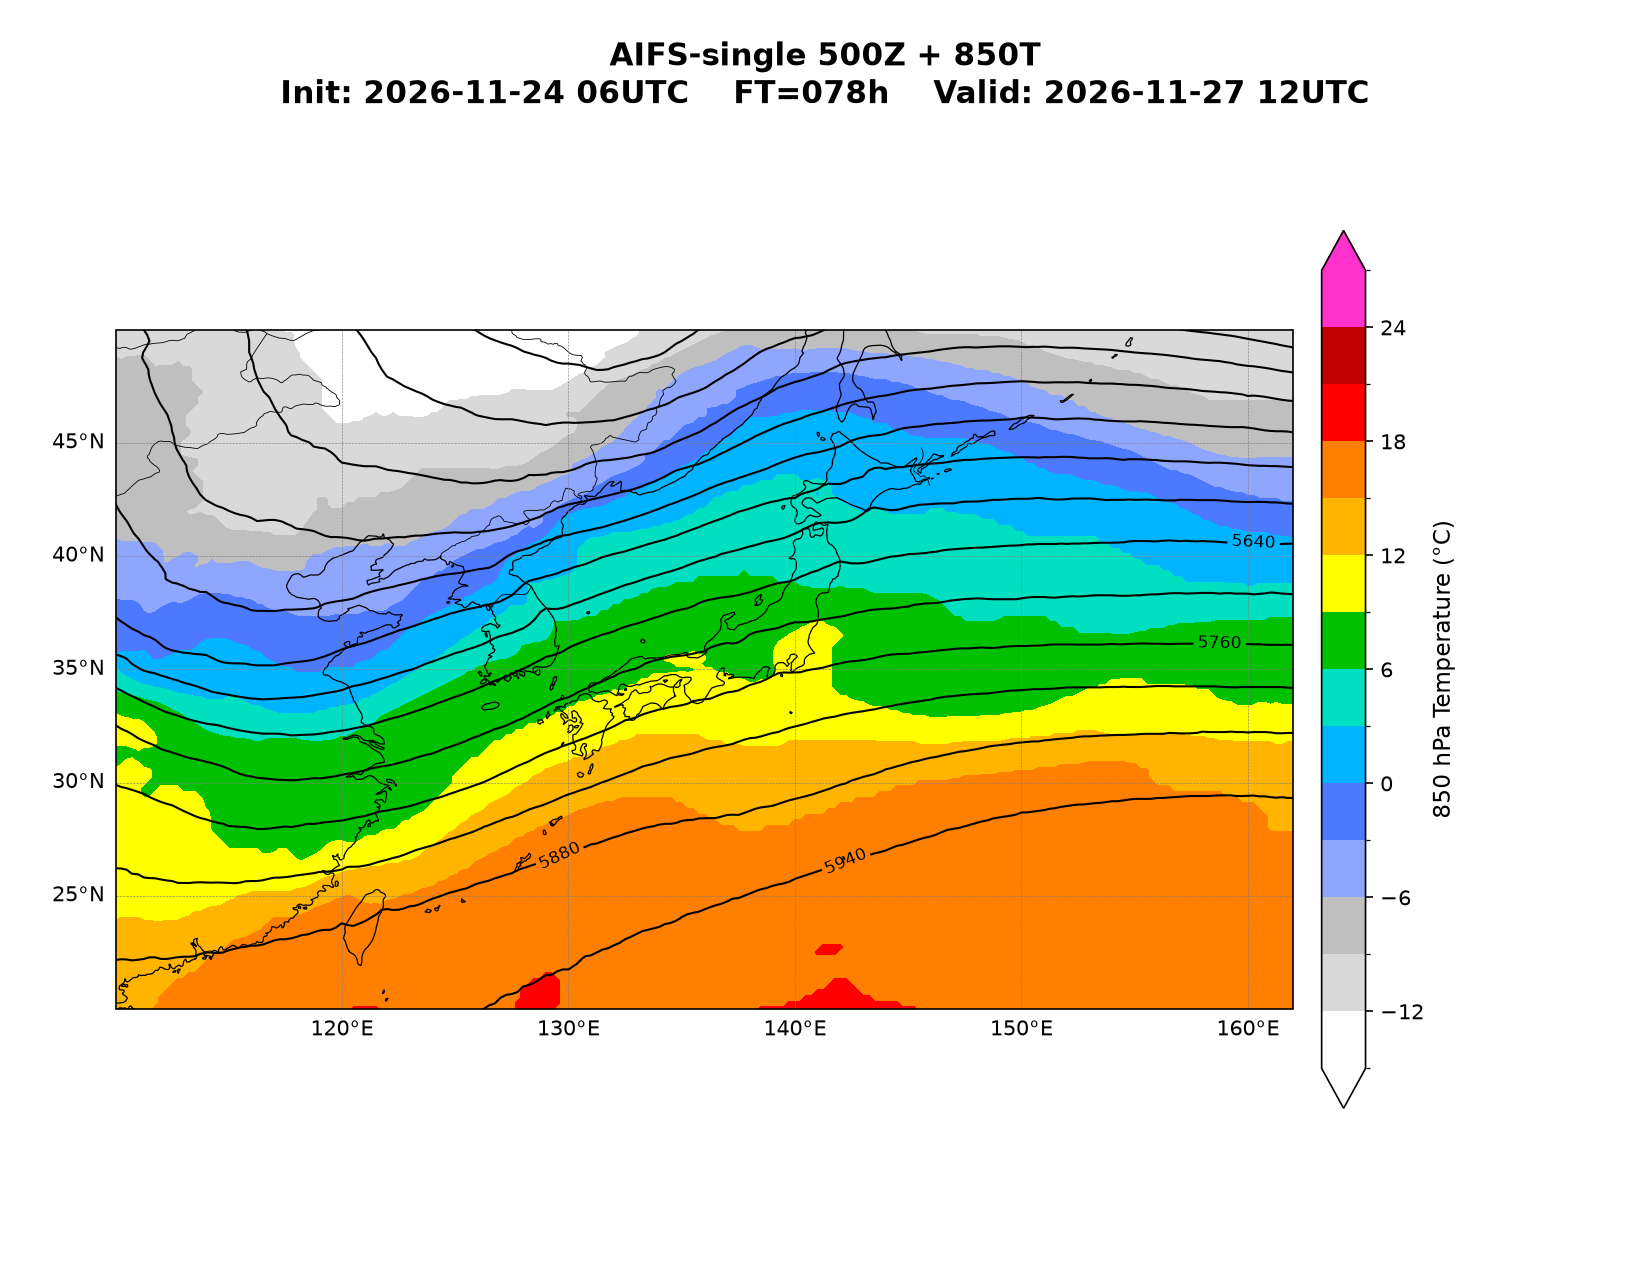 AIFS-single 500Z + 850T
Init: 2026-11-24 06UTC    FT=078h    Valid: 2026-11-27 12UTC
45°N
40°N
35°N
30°N
25°N
120°E
130°E
140°E
150°E
160°E
5640
5760
5880
5940
24
18
12
6
0
−6
−12
850 hPa Temperature (°C)